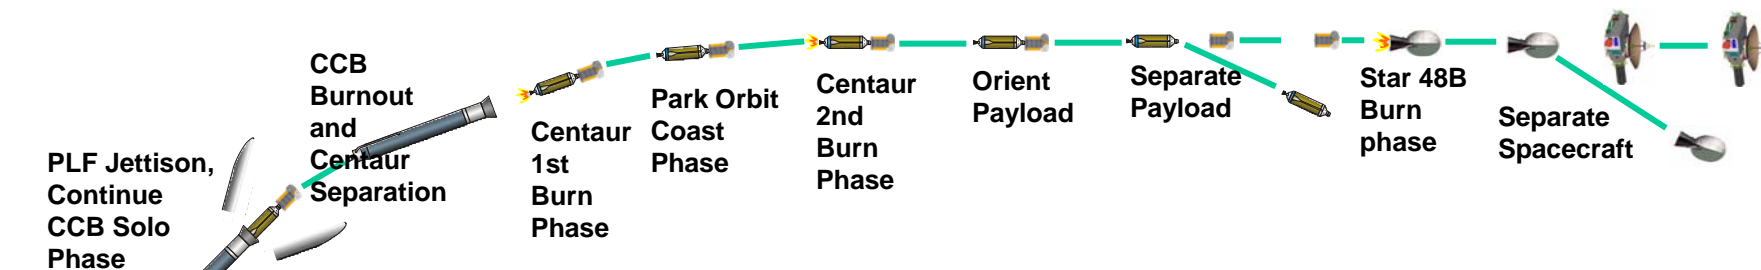 PLF Jettison,
Continue
CCB Solo
Phase
CCB
Burnout
and
Centaur
Separation
Centaur
1st
Burn
Phase
Park Orbit
Coast
Phase
Centaur
2nd
Burn
Phase
Orient
Payload
Separate
Payload
Star 48B
Burn
phase
Separate
Spacecraft